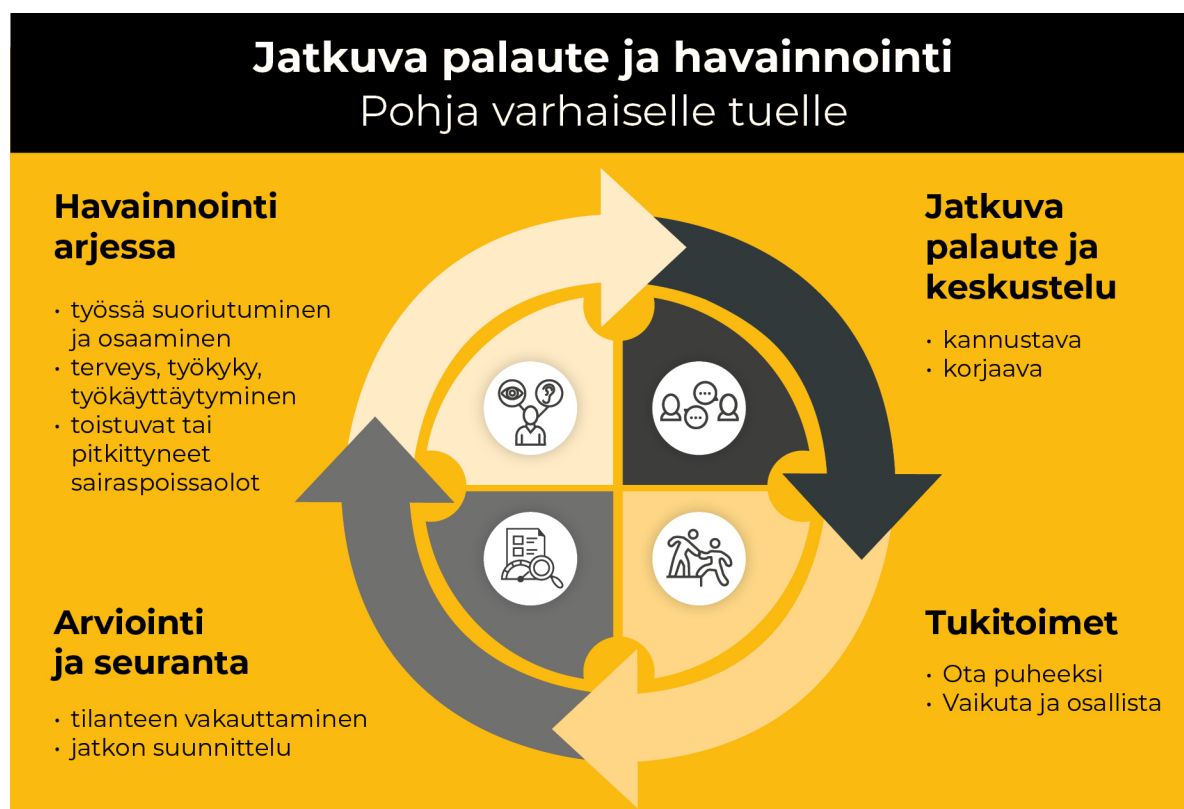 Jatkuva palaute ja havainnointi
Pohja varhaiselle tuelle
Havainnointi
arjessa
• työssä suoriutuminen
ja osaaminen
• terveys, työkyky,
työkäyttäytyminen
• toistuvat tai
pitkittyneet
sairaspoissaolot
Jatkuva
palaute ja
keskustelu
• kannustava
• korjaava
Arviointi
ja seuranta
• tilanteen vakauttaminen
• jatkon suunnittelu
Tukitoimet
• Ota puheeksi
• Vaikuta ja osallista